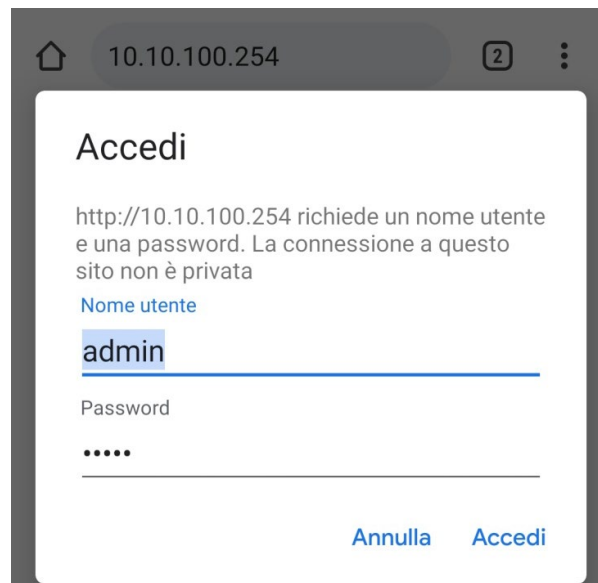 10.10.100.254 2
Accedi
http://10.10.100.254 richiede un nome utente
e una password. La connessione a questo
sito non è privata
Nome utente
admin
Password
•••••
Annulla Accedi